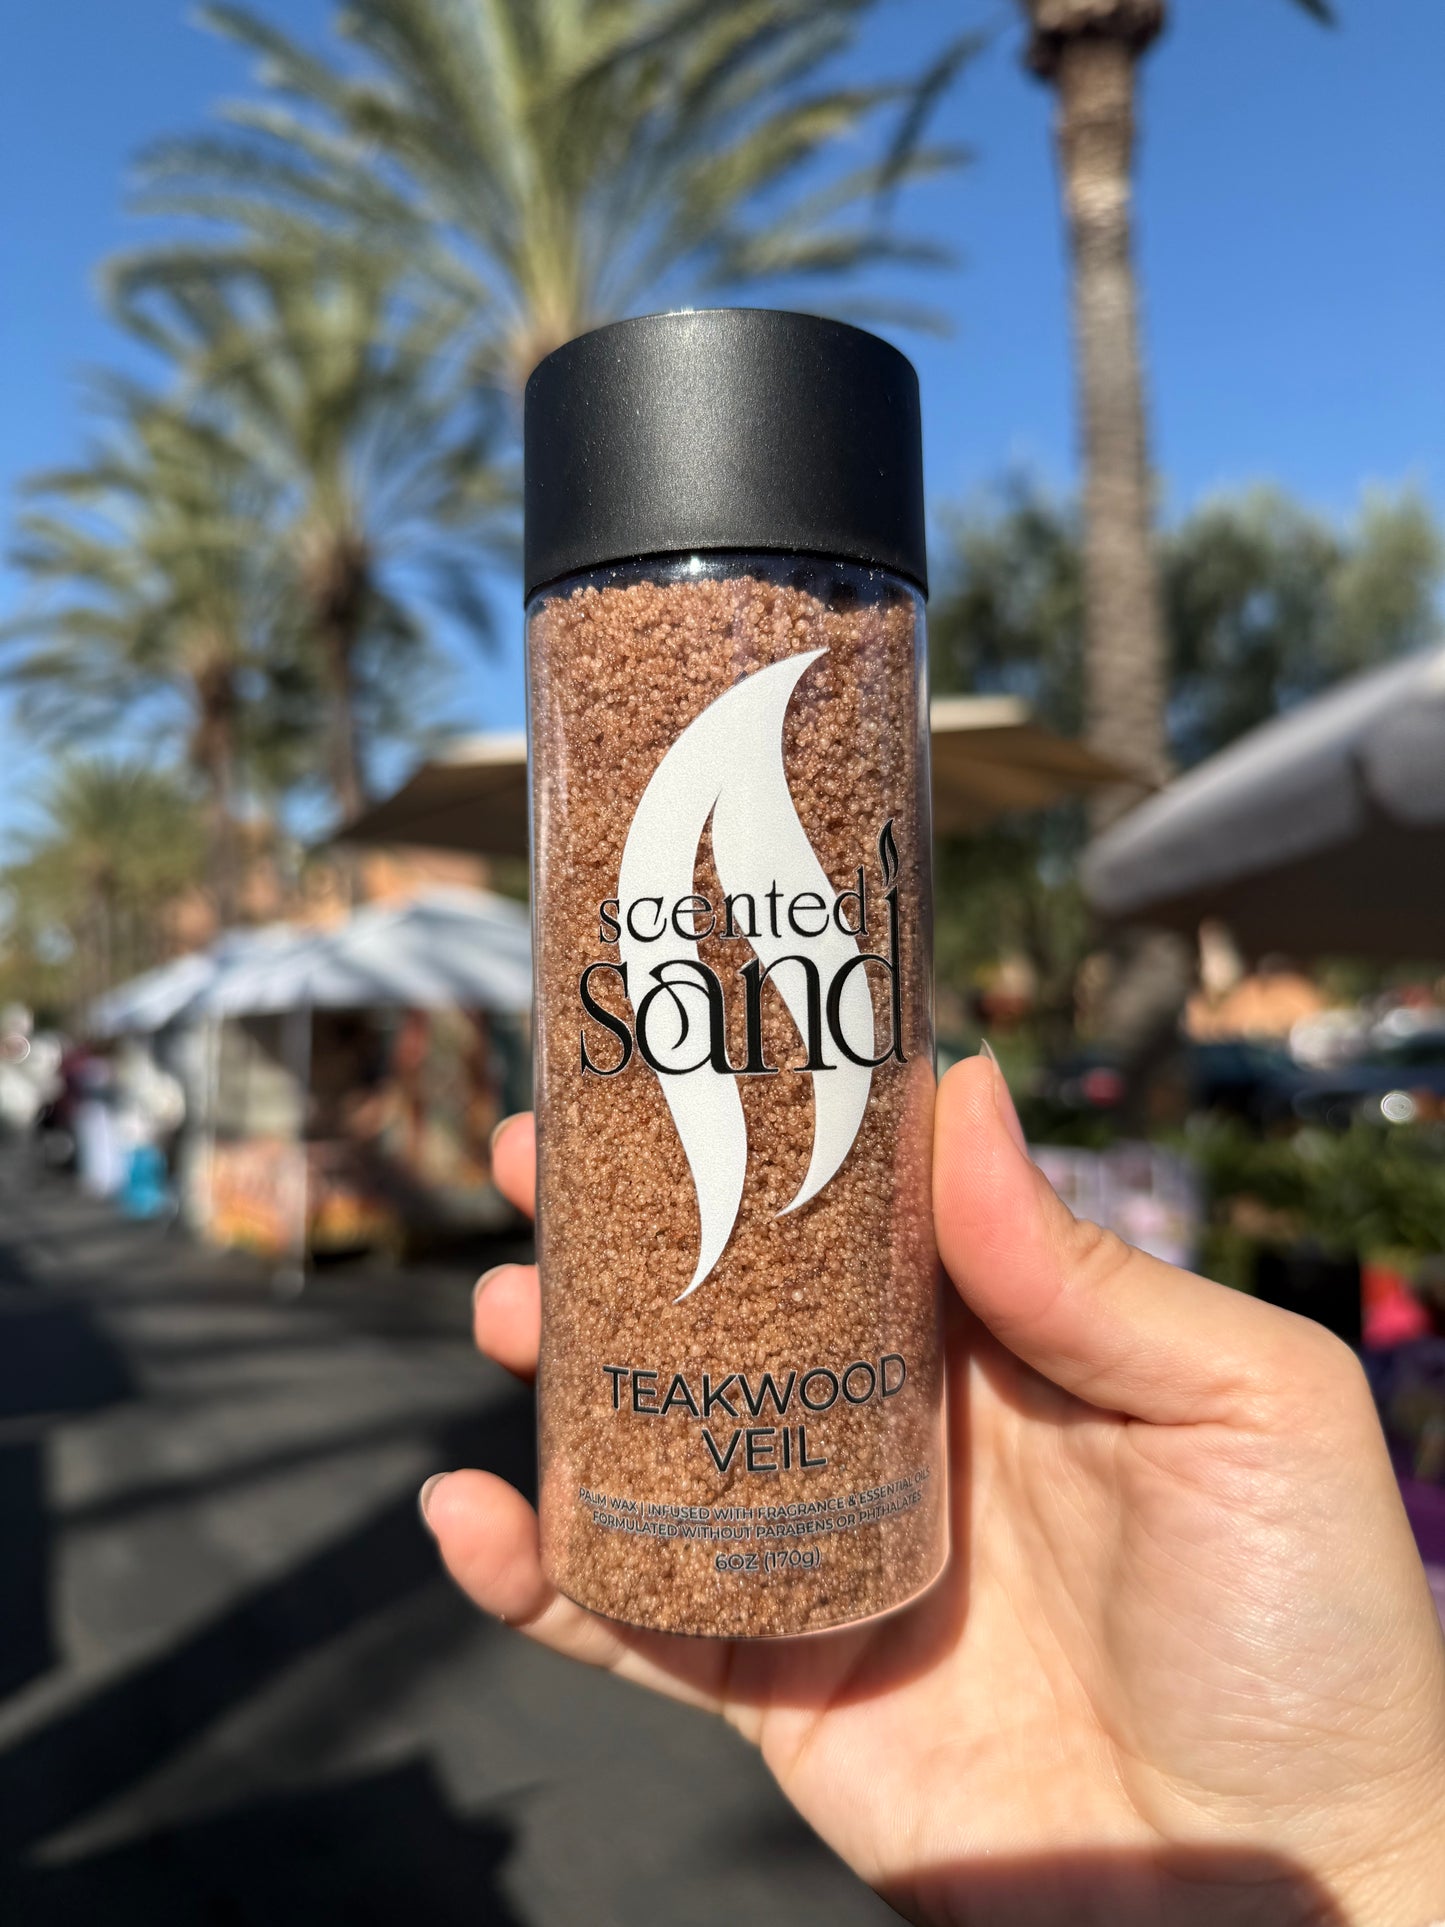 scented
sand
TEAKWOOD
VEIL
PALM WAX | INFUSED WITH FRAGRANCE & ESSENTIAL OILS
FORMULATED WITHOUT PARABENS OR PHTHALATES
6OZ (170g)